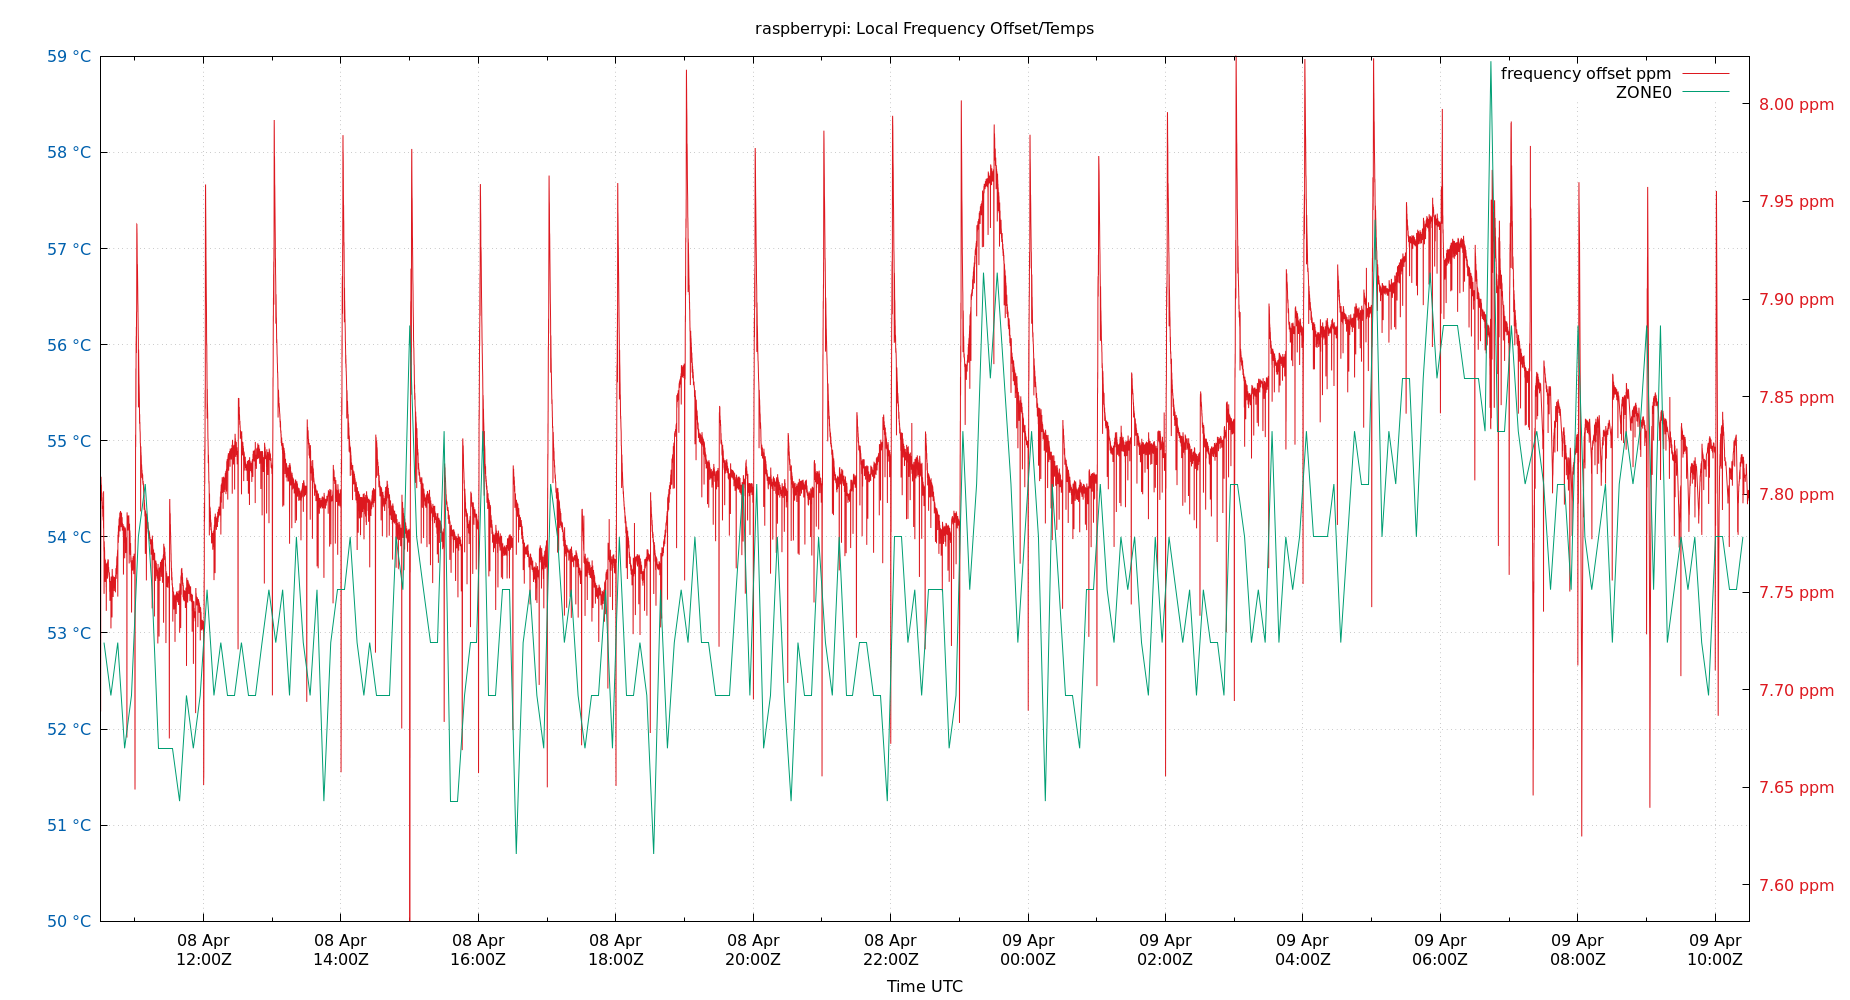 raspberrypi: Local Frequency Offset/Temps
59 °C
58 °C
57 °C
56 °C
55 °C
54 °C
53 °C
52 °C
51 °C
50 °C
frequency offset ppm
ZONE0
8.00 ppm
7.95 ppm
7.90 ppm
7.85 ppm
7.80 ppm
7.75 ppm
7.70 ppm
7.65 ppm
7.60 ppm
08 Apr 08 Apr 08 Apr 08 Apr 08 Apr 08 Apr 09 Apr 09 Apr 09 Apr 09 Apr 09 Apr 09 Apr
12:00Z 14:00Z 16:00Z 18:00Z 20:00Z 22:00Z 00:00Z 02:00Z 04:00Z 06:00Z 08:00Z 10:00Z
Time UTC